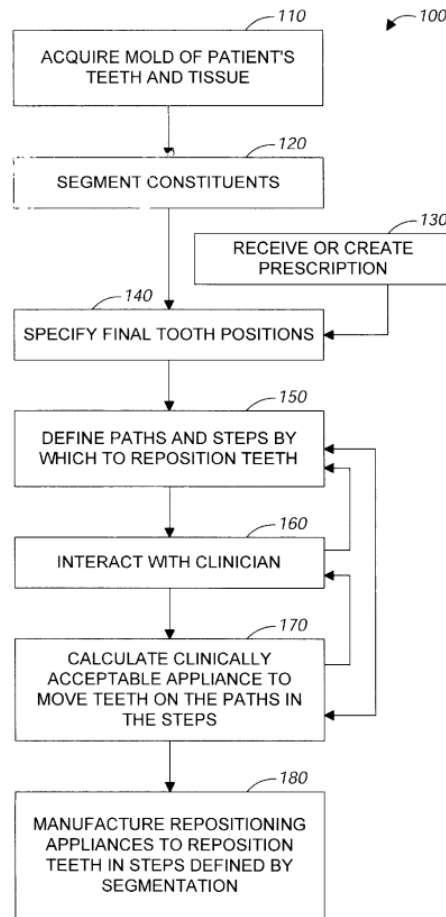 100
110
ACQUIRE MOLD OF PATIENT'S
TEETH AND TISSUE
120
SEGMENT CONSTITUENTS
130
RECEIVE OR CREATE
PRESCRIPTION
140
SPECIFY FINAL TOOTH POSITIONS
150
DEFINE PATHS AND STEPS BY
WHICH TO REPOSITION TEETH
160
INTERACT WITH CLINICIAN
170
CALCULATE CLINICALLY
ACCEPTABLE APPLIANCE TO
MOVE TEETH ON THE PATHS IN
THE STEPS
180
MANUFACTURE REPOSITIONING
APPLIANCES TO REPOSITION
TEETH IN STEPS DEFINED BY
SEGMENTATION